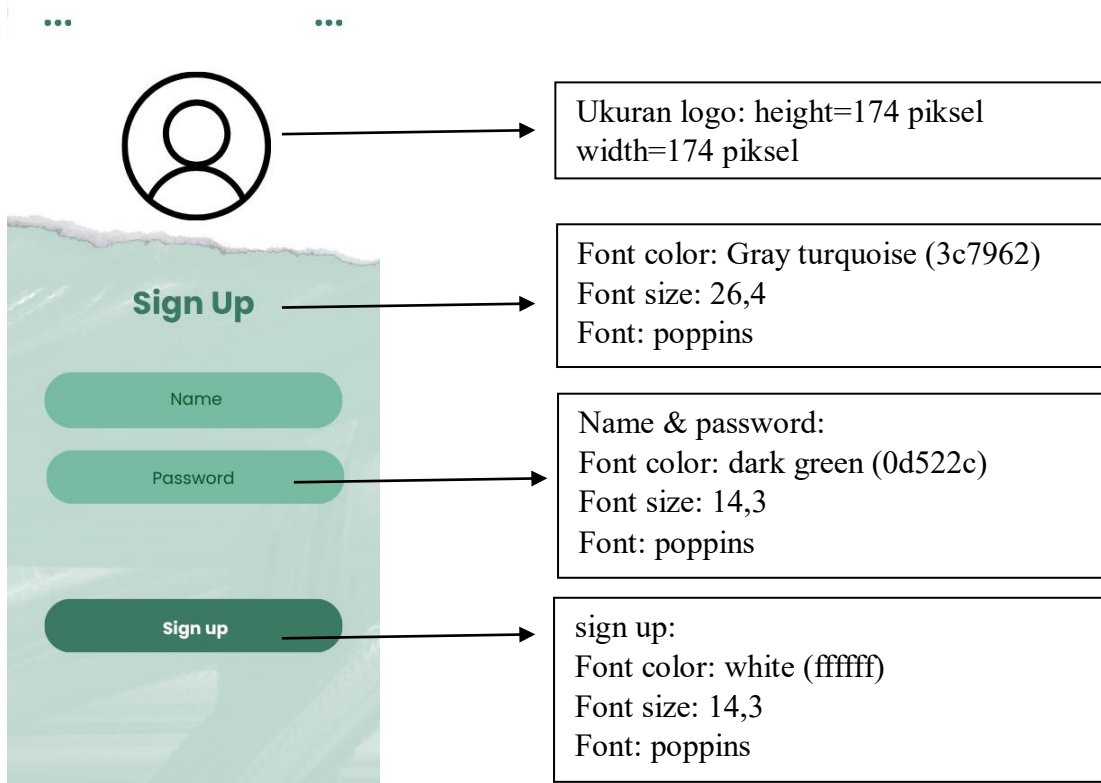 Ukuran logo: height=174 piksel
width=174 piksel
Sign Up
Font color: Gray turquoise (3c7962)
Font size: 26,4
Font: poppins
Name
Password
Name & password:
Font color: dark green (0d522c)
Font size: 14,3
Font: poppins
Sign up
sign up:
Font color: white (ffffff)
Font size: 14,3
Font: poppins